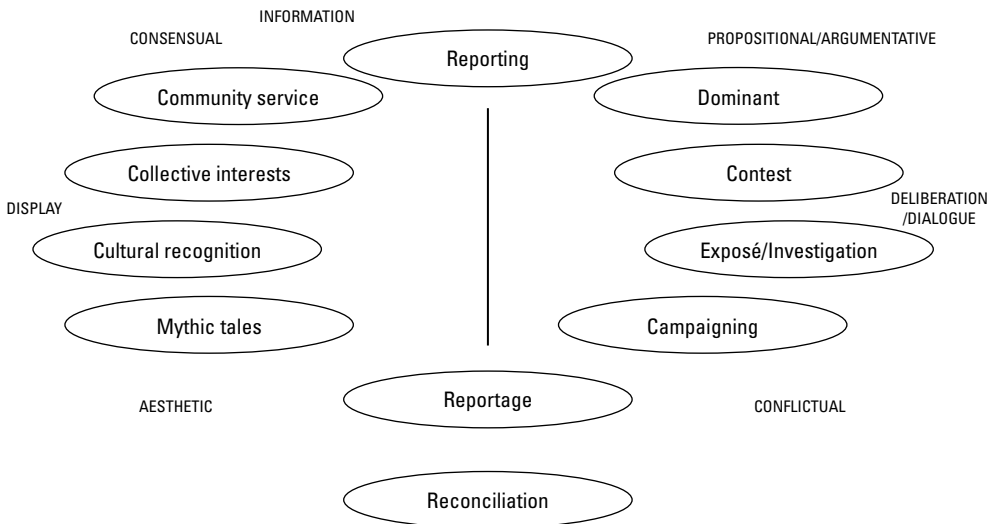 INFORMATION
CONSENSUAL
PROPOSITIONAL/ARGUMENTATIVE
Reporting
Community service
Dominant
Collective interests
Contest
DISPLAY
DELIBERATION
/DIALOGUE
Cultural recognition
Exposé/Investigation
Mythic tales
Campaigning
AESTHETIC
Reportage
CONFLICTUAL
Reconciliation